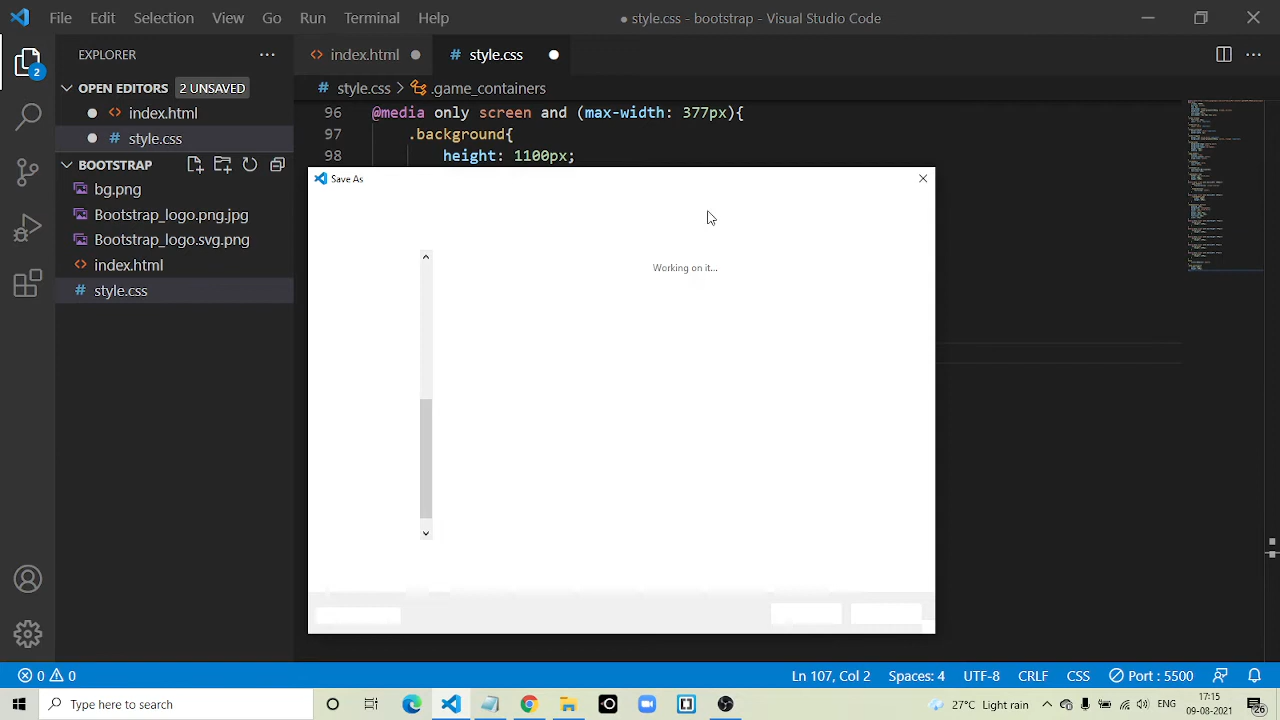 File Edit Selection View Go Run Terminal Help
● style.css - bootstrap - Visual Studio Code
EXPLORER
index.html
# style.css
OPEN EDITORS 2 UNSAVED
# style.css > .game_containers
index.html
# style.css
96 @media only screen and (max-width: 377px){
97 .background{
98 height: 1100px;
BOOTSTRAP
bg.png
Bootstrap_logo.png.jpg
Bootstrap_logo.svg.png
index.html
# style.css
Save As
Working on it...
2
0 0
Ln 107, Col 2
Spaces: 4
UTF-8
CRLF
CSS
Port : 5500
Type here to search
27°C Light rain
ENG
17:15
09-08-2021